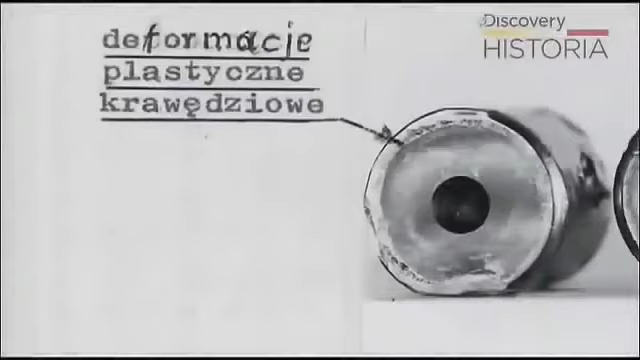 deformacje
plastyczne
krawędziowe
Discovery
HISTORIA